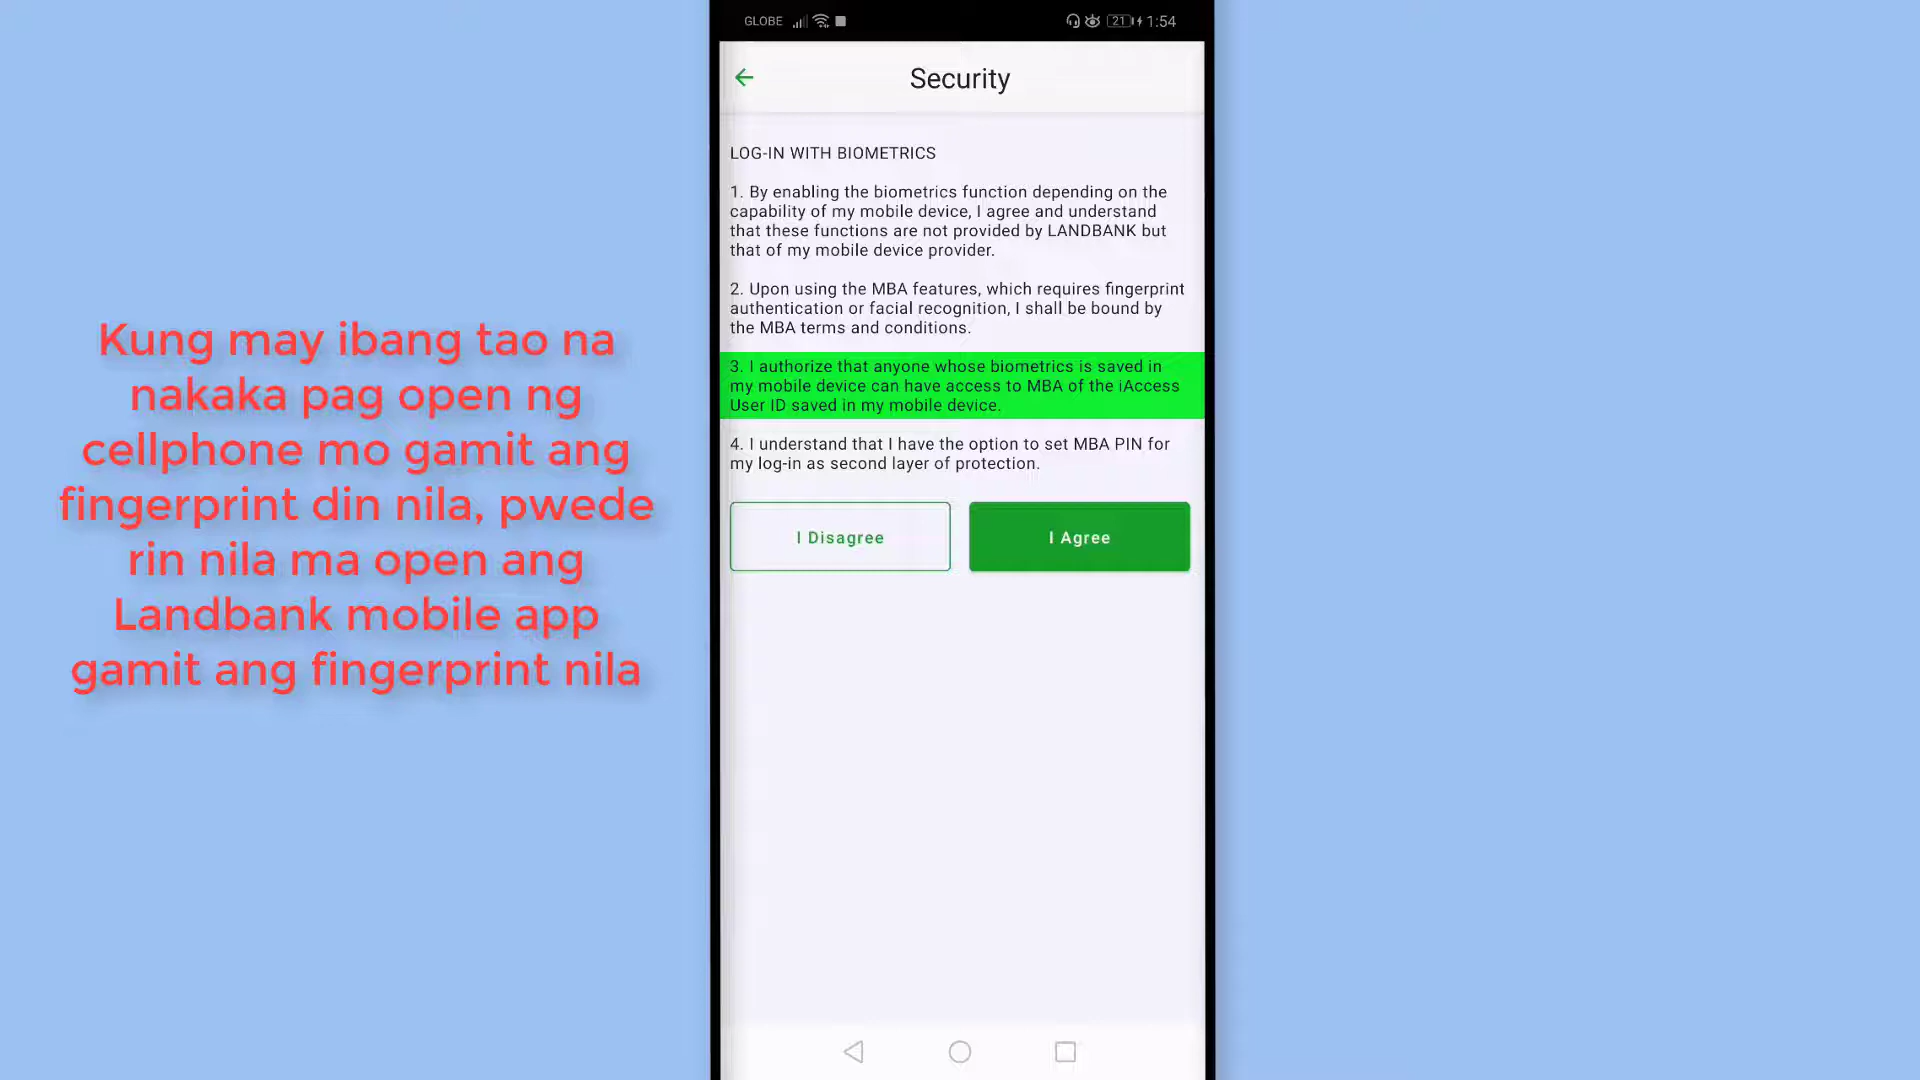 GLOBE
21
1:54
Security
LOG-IN WITH BIOMETRICS
1. By enabling the biometrics function depending on the
capability of my mobile device, I agree and understand
that these functions are not provided by LANDBANK but
that of my mobile device provider.
2. Upon using the MBA features, which requires fingerprint
authentication or facial recognition, I shall be bound by
the MBA terms and conditions.
3. I authorize that anyone whose biometrics is saved in
my mobile device can have access to MBA of the iAccess
User ID saved in my mobile device.
4. I understand that I have the option to set MBA PIN for
my log-in as second layer of protection.
I Disagree
I Agree
Kung may ibang tao na
nakaka pag open ng
cellphone mo gamit ang
fingerprint din nila, pwede
rin nila ma open ang
Landbank mobile app
gamit ang fingerprint nila